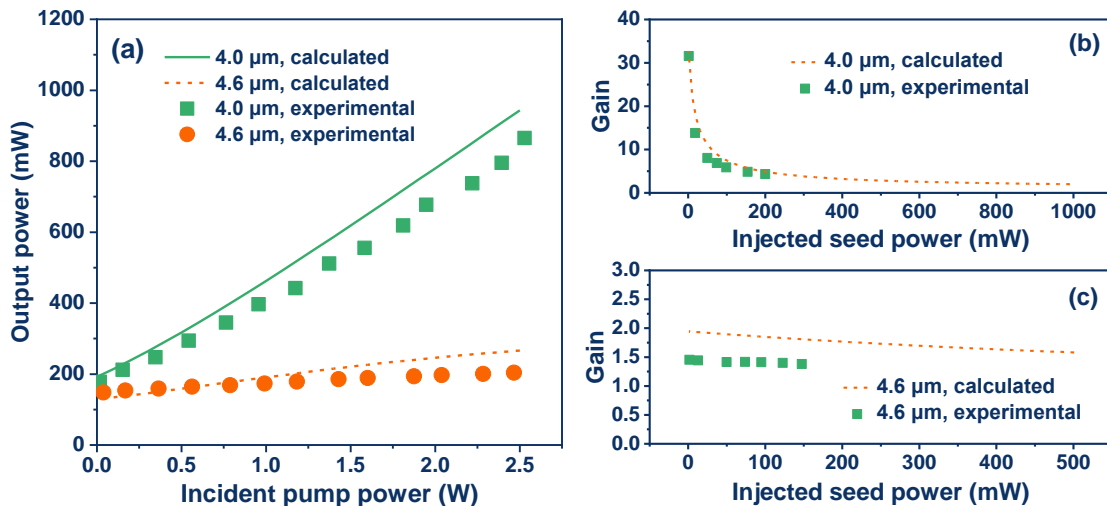 (a)
4.0 µm, calculated
4.6 µm, calculated
4.0 µm, experimental
4.6 µm, experimental
1200
1000
800
600
400
200
0
Output power (mW)
0.0 0.5 1.0 1.5 2.0 2.5
Incident pump power (W)
(b)
4.0 µm, calculated
4.0 µm, experimental
40
30
20
10
0
Gain
0 200 400 600 800 1000
Injected seed power (mW)
(c)
3.0
2.5
2.0
1.5
1.0
0.5
0.0
Gain
4.6 µm, calculated
4.6 µm, experimental
0 100 200 300 400 500
Injected seed power (mW)